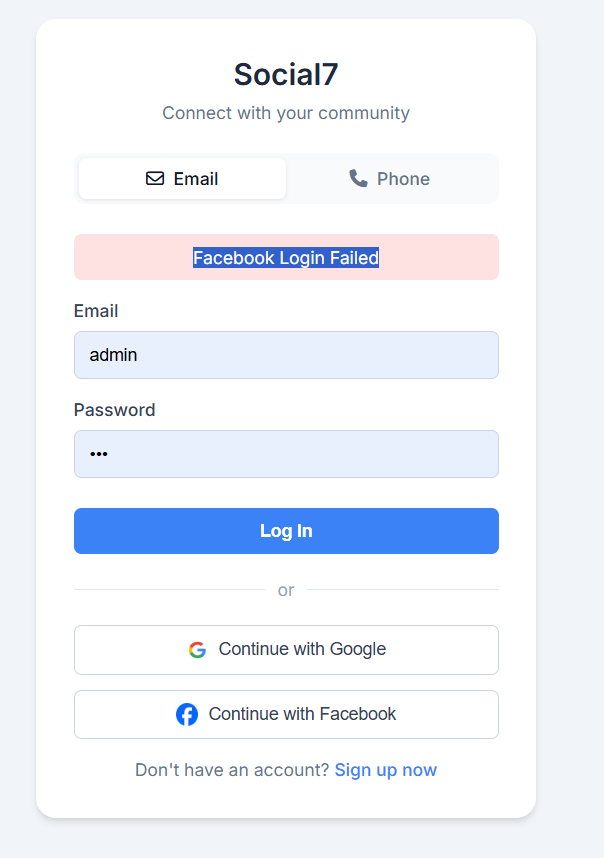 Social7
Connect with your community
Email
Phone
Facebook Login Failed
Email
admin
Password
•••
Log In
or
Continue with Google
Continue with Facebook
Don't have an account? Sign up now